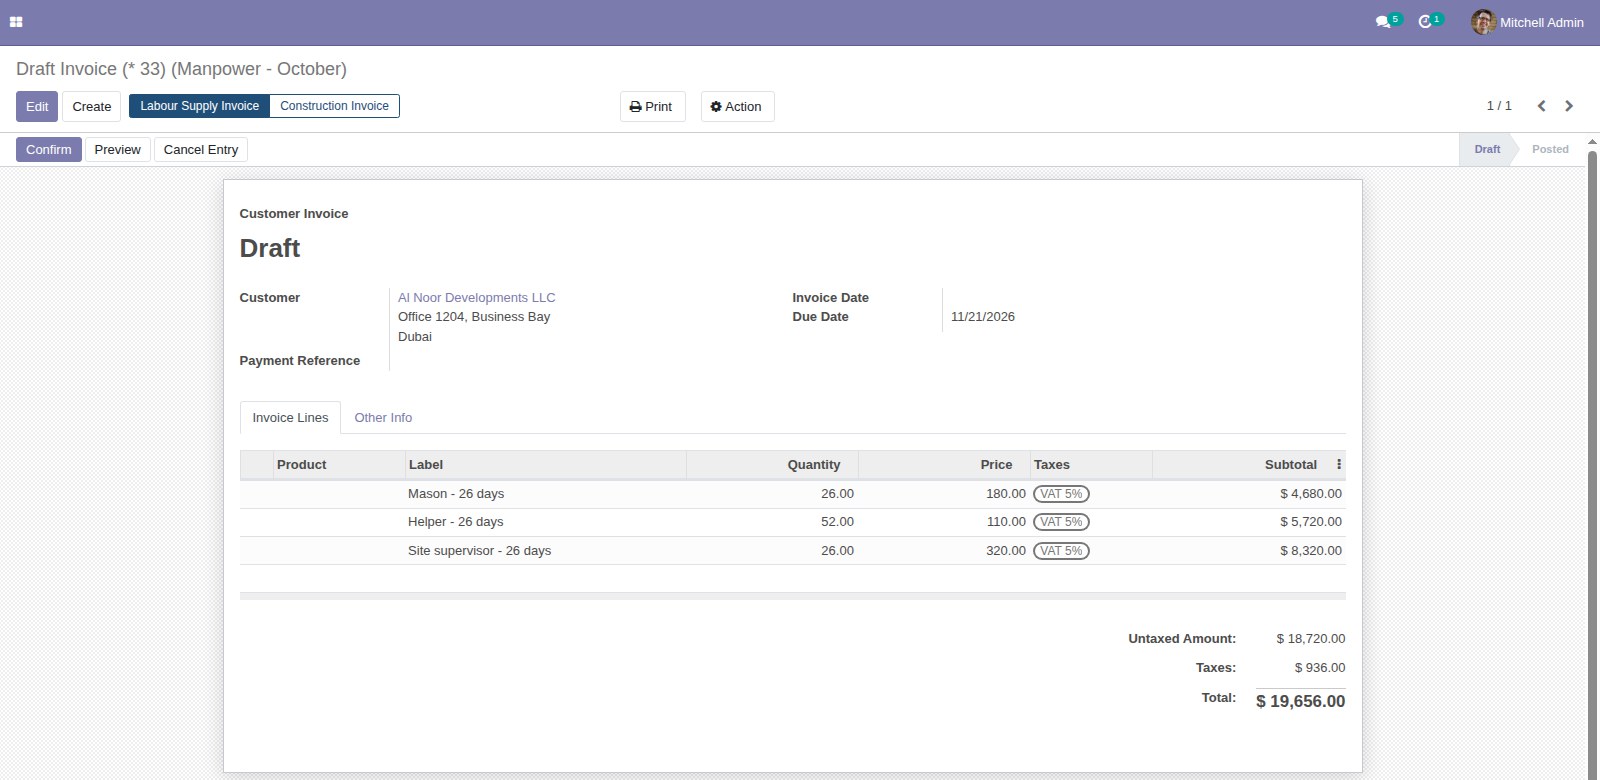 5 1 Mitchell Admin
Draft Invoice (* 33) (Manpower - October)
Edit Create Labour Supply Invoice Construction Invoice Print Action 1 / 1
Confirm Preview Cancel Entry Draft Posted
Customer Invoice
Draft
Customer Al Noor Developments LLC Invoice Date
Office 1204, Business Bay Due Date 11/21/2026
Dubai
Payment Reference
Invoice Lines Other Info
Product Label Quantity Price Taxes Subtotal
Mason - 26 days 26.00 180.00 VAT 5% $ 4,680.00
Helper - 26 days 52.00 110.00 VAT 5% $ 5,720.00
Site supervisor - 26 days 26.00 320.00 VAT 5% $ 8,320.00
Untaxed Amount: $ 18,720.00
Taxes: $ 936.00
Total: $ 19,656.00